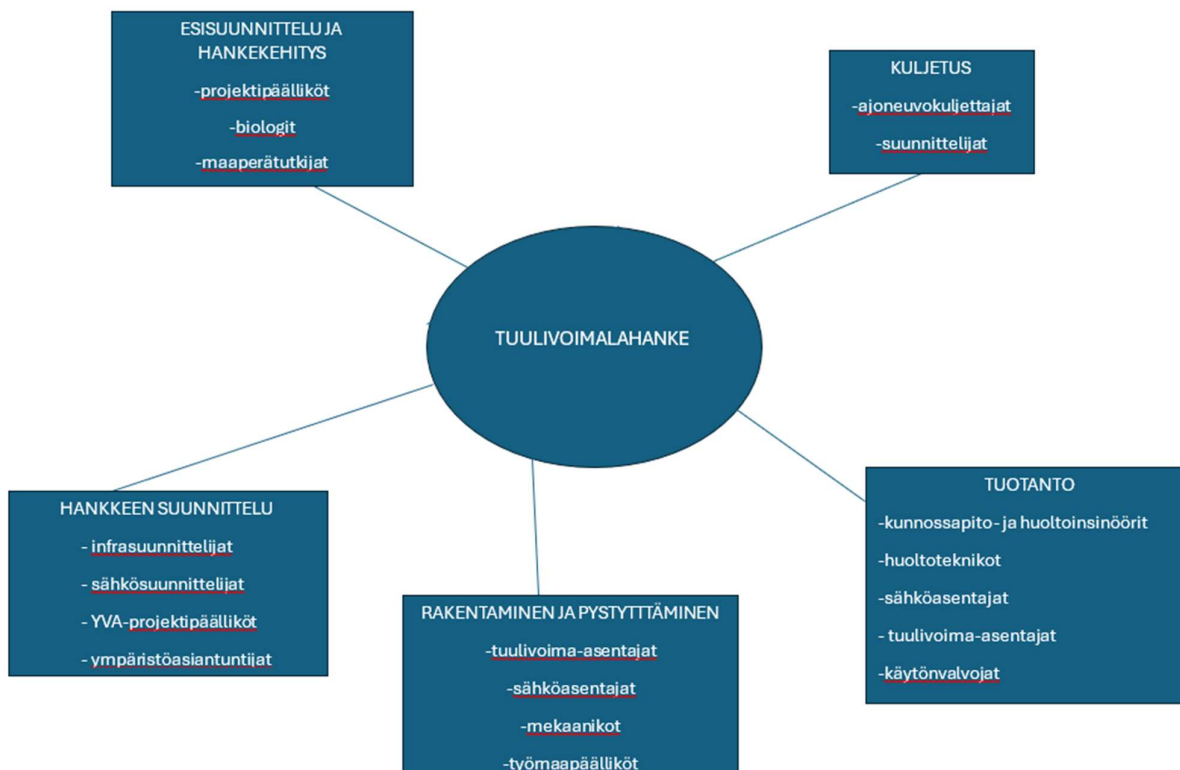 ESISUUNNITTELU JA
HANKEKEHITYS
-projektipäälliköt
-biologit
-maaperätutkijat
KULJETUS
-ajoneuvokuljettajat
-suunnittelijat
TUULIVOIMALAHANKE
HANKKEEN SUUNNITTELU
- infrasuunnittelijat
- sähkösuunnittelijat
- YVA-projektipäälliköt
- ympäristöasiantuntijat
RAKENTAMINEN JA PYSTYTTTÄMINEN
-tuulivoima-asentajat
-sähköasentajat
-mekaanikot
-työmaapäälliköt
TUOTANTO
-kunnossapito- ja huoltoinsinöörit
-huoltoteknikot
-sähköasentajat
- tuulivoima-asentajat
-käytönvalvojat